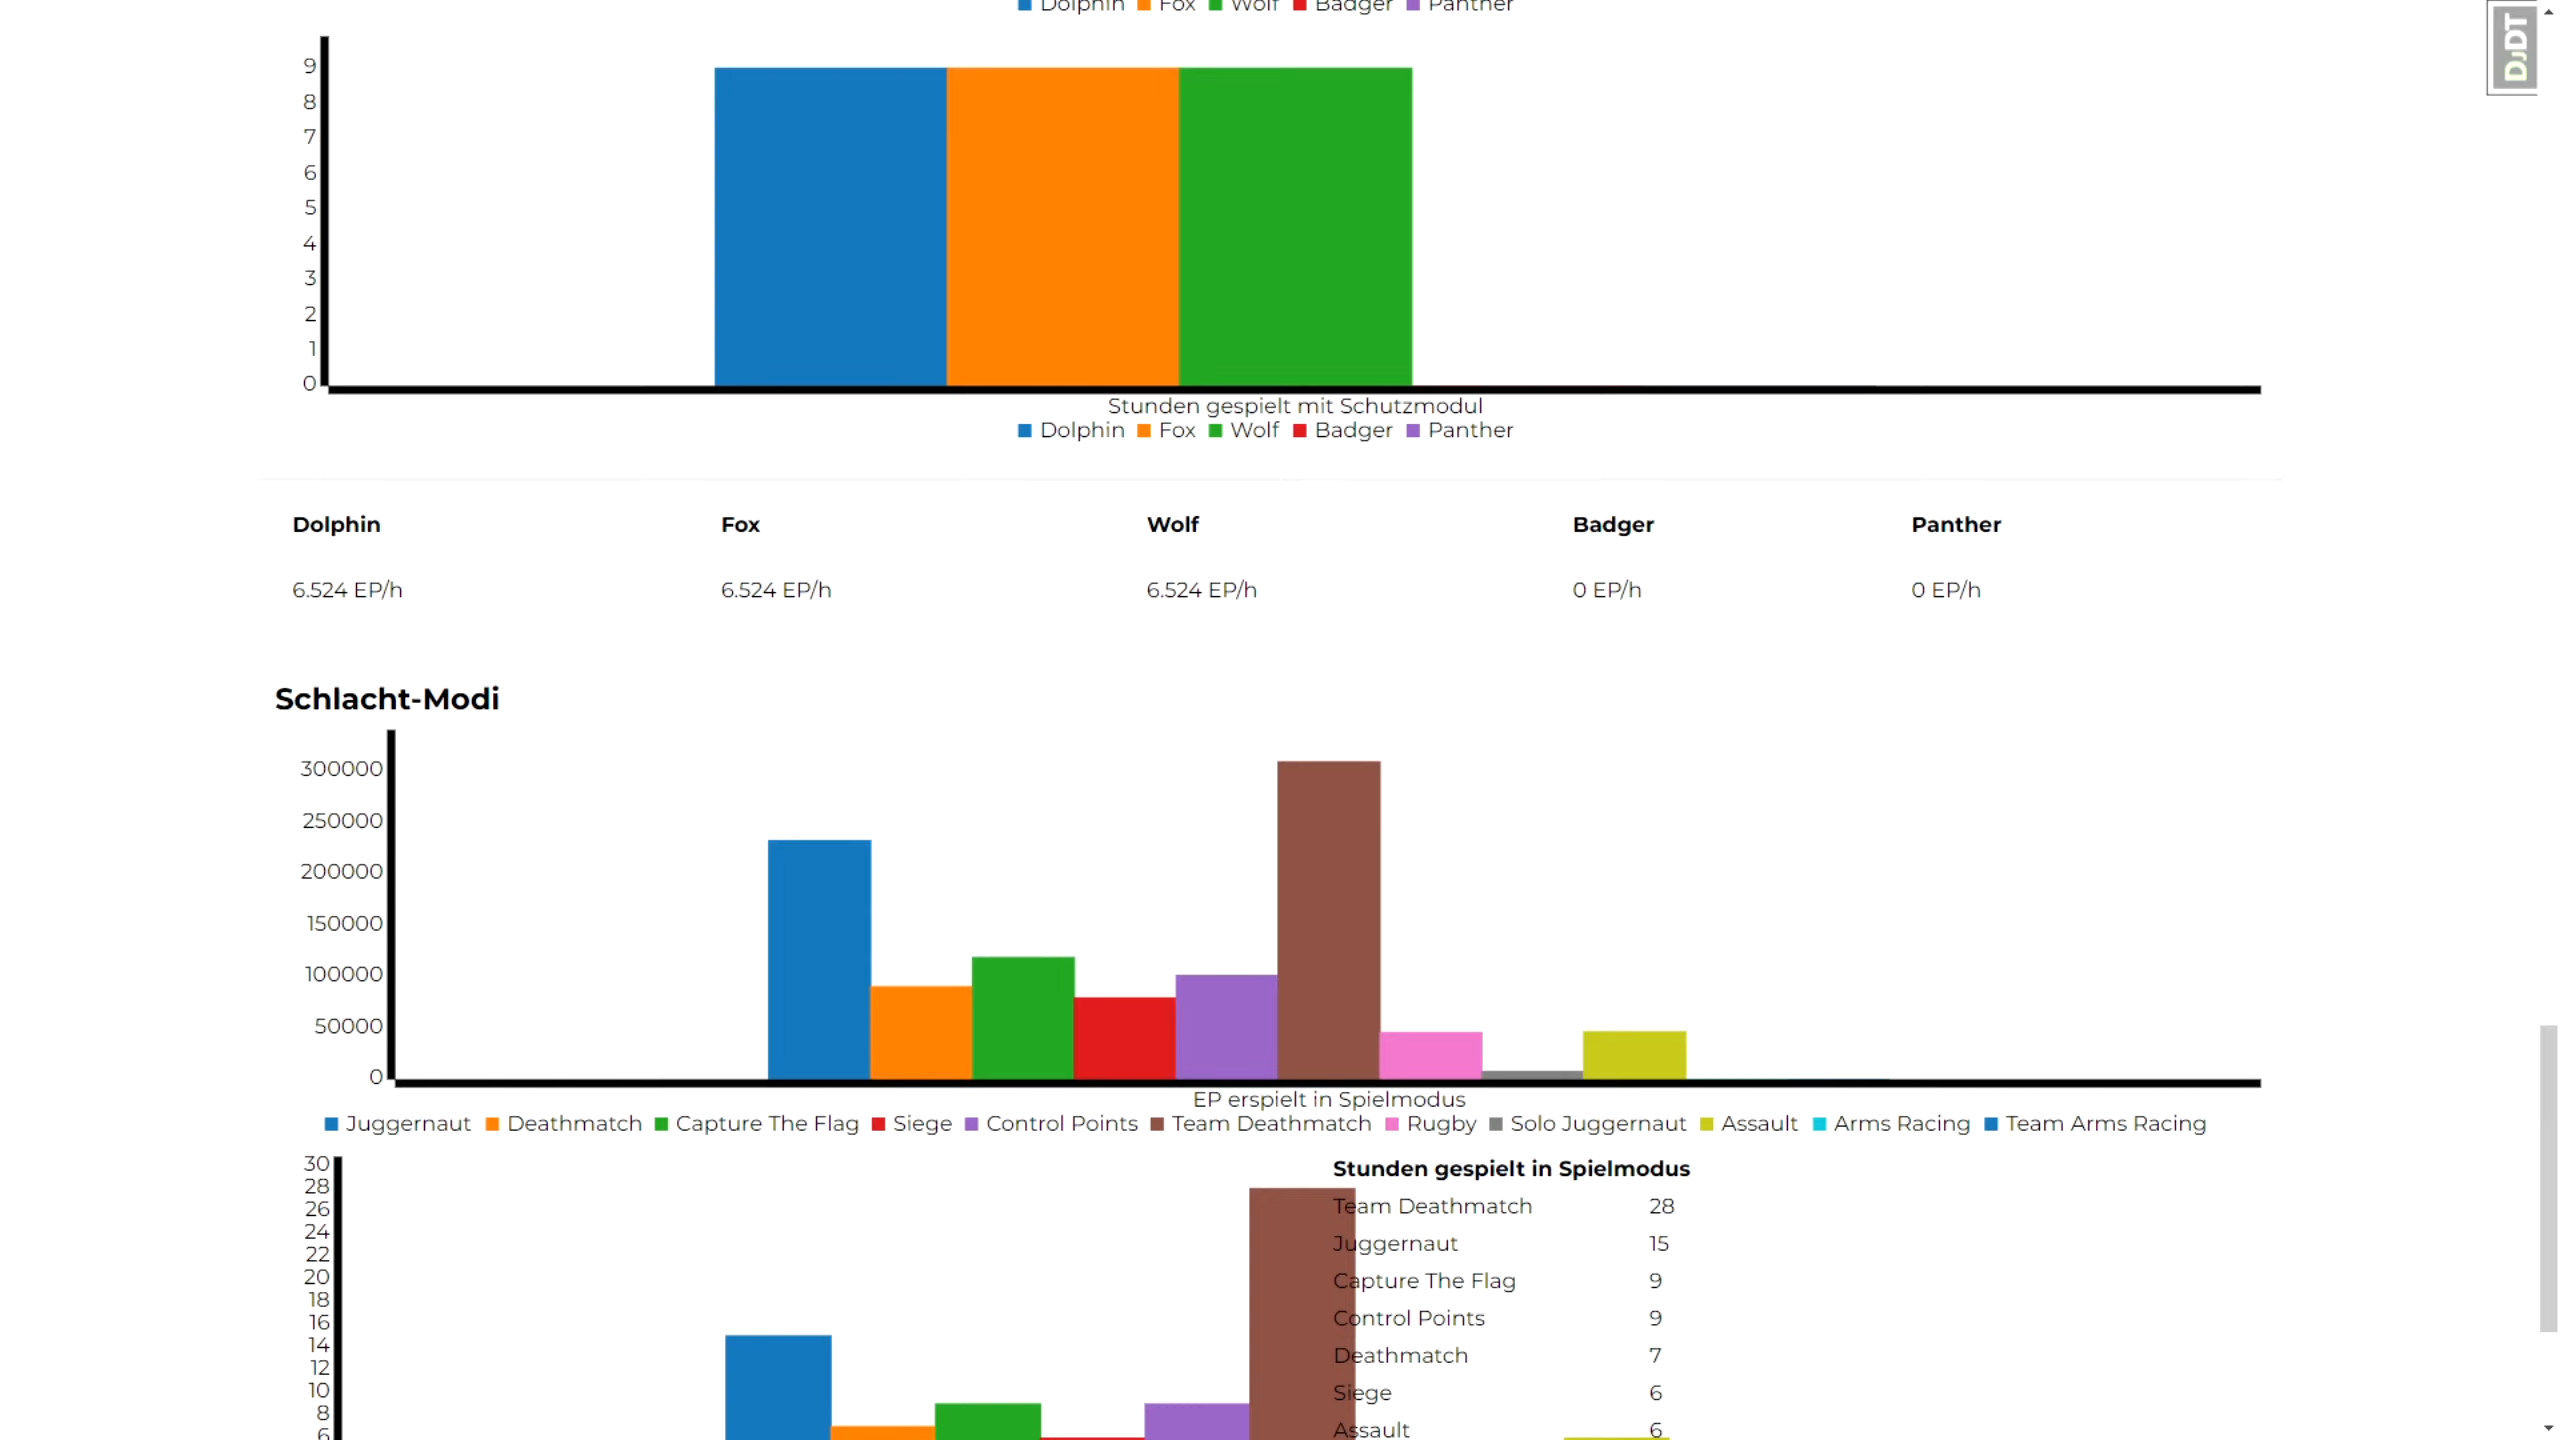 Dolphin Fox Wolf Badger Panther
9
8
7
6
5
4
3
2
1
0
Stunden gespielt mit Schutzmodul
Dolphin Fox Wolf Badger Panther
DJDT
Dolphin Fox Wolf Badger Panther
6.524 EP/h 6.524 EP/h 6.524 EP/h 0 EP/h 0 EP/h
Schlacht-Modi
300000
250000
200000
150000
100000
50000
0
EP erspielt in Spielmodus
Juggernaut Deathmatch Capture The Flag Siege Control Points Team Deathmatch Rugby Solo Juggernaut Assault Arms Racing Team Arms Racing
30
28
26
24
22
20
18
16
14
12
10
8
6
Stunden gespielt in Spielmodus
Team Deathmatch 28
Juggernaut 15
Capture The Flag 9
Control Points 9
Deathmatch 7
Siege 6
Assault 6